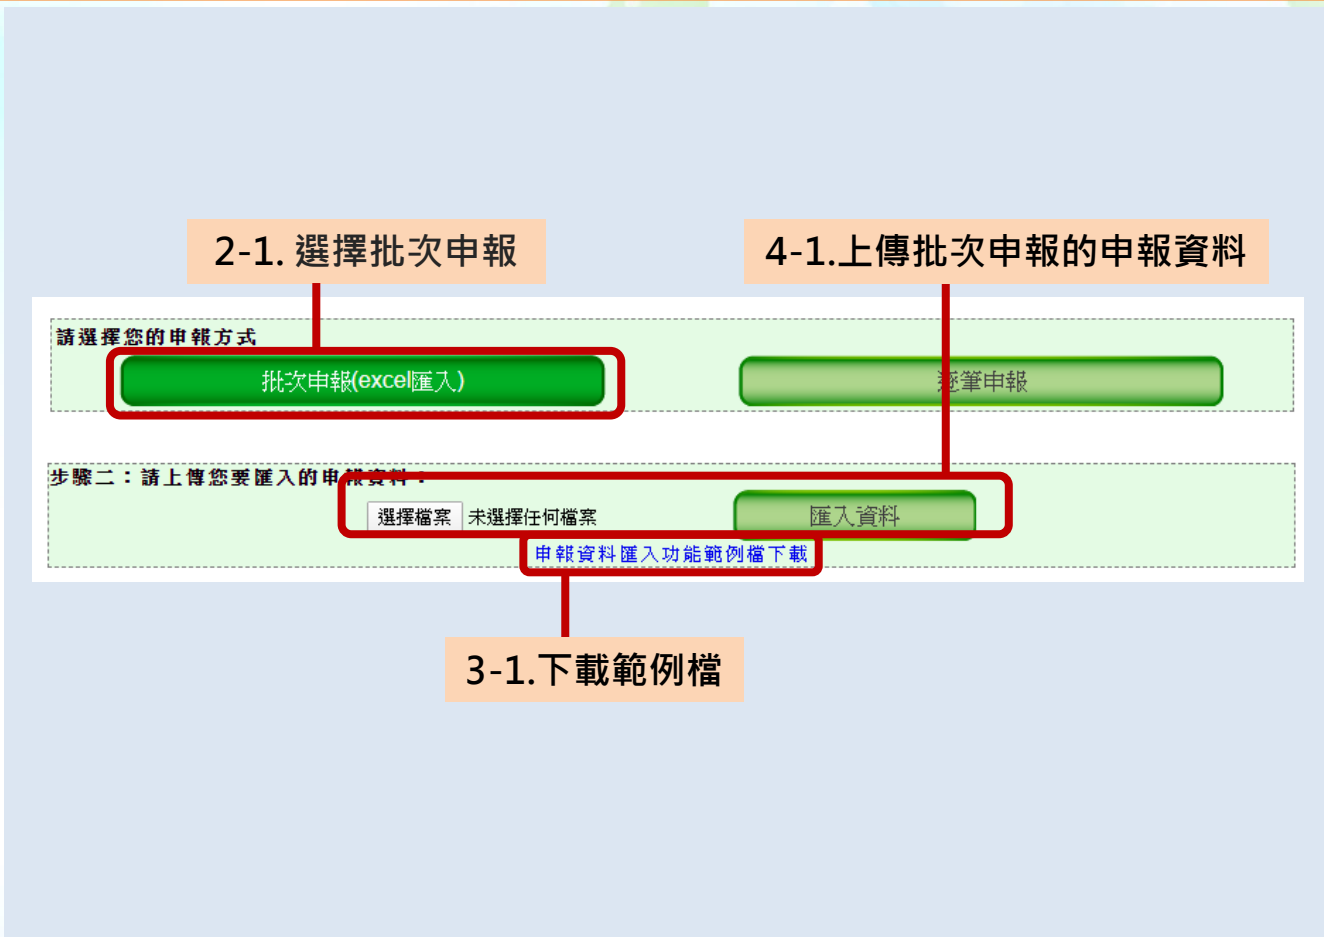 2-1. 選擇批次申報
4-1.上傳批次申報的申報資料
請選擇您的申報方式
批次申報(excel匯入)
逐筆申報
步驟二：請上傳您要匯入的申報資料：
選擇檔案 未選擇任何檔案
匯入資料
申報資料匯入功能範例檔下載
3-1.下載範例檔